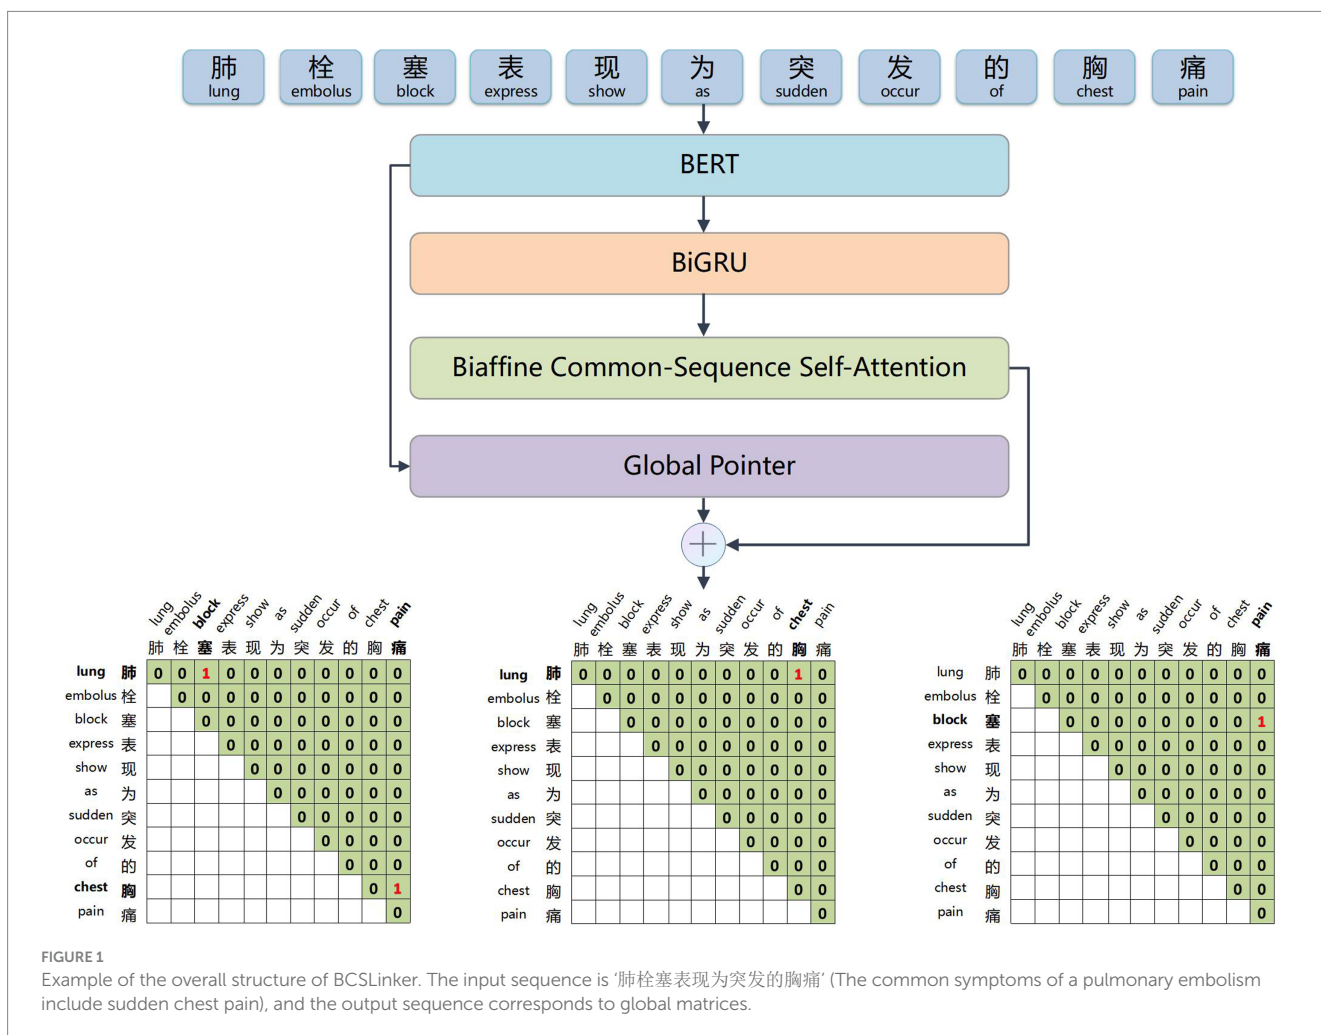 肺 栓 塞 表 现 为 突 发 的 胸 痛
lung embolus block express show as sudden occur of chest pain
BERT
BiGRU
Biaffine Common-Sequence Self-Attention
Global Pointer
lung embolus block express show as sudden occur of chest pain
肺 栓 塞 表 现 为 突 发 的 胸 痛
lung 肺 0 0 1 0 0 0 0 0 0 0 0
embolus 栓 0 0 0 0 0 0 0 0 0 0
block 塞 0 0 0 0 0 0 0 0 0
express 表 0 0 0 0 0 0 0 0
show 现 0 0 0 0 0 0 0
as 为 0 0 0 0 0 0
sudden 突 0 0 0 0 0
occur 发 0 0 0 0
of 的 0 0 0
chest 胸 0 1
pain 痛 0
lung embolus block express show as sudden occur of chest pain
肺 栓 塞 表 现 为 突 发 的 胸 痛
lung 肺 0 0 0 0 0 0 0 0 0 1 0
embolus 栓 0 0 0 0 0 0 0 0 0 0
block 塞 0 0 0 0 0 0 0 0 0
express 表 0 0 0 0 0 0 0 0
show 现 0 0 0 0 0 0 0
as 为 0 0 0 0 0 0
sudden 突 0 0 0 0 0
occur 发 0 0 0 0
of 的 0 0 0
chest 胸 0 0
pain 痛 0
lung embolus block express show as sudden occur of chest pain
肺 栓 塞 表 现 为 突 发 的 胸 痛
lung 肺 0 0 0 0 0 0 0 0 0 0 0
embolus 栓 0 0 0 0 0 0 0 0 0 0
block 塞 0 0 0 0 0 0 0 0 1
express 表 0 0 0 0 0 0 0 0
show 现 0 0 0 0 0 0 0
as 为 0 0 0 0 0 0
sudden 突 0 0 0 0 0
occur 发 0 0 0 0
of 的 0 0 0
chest 胸 0 0
pain 痛 0
FIGURE 1
Example of the overall structure of BCSLinker. The input sequence is ‘肺栓塞表现为突发的胸痛’ (The common symptoms of a pulmonary embolism
include sudden chest pain), and the output sequence corresponds to global matrices.